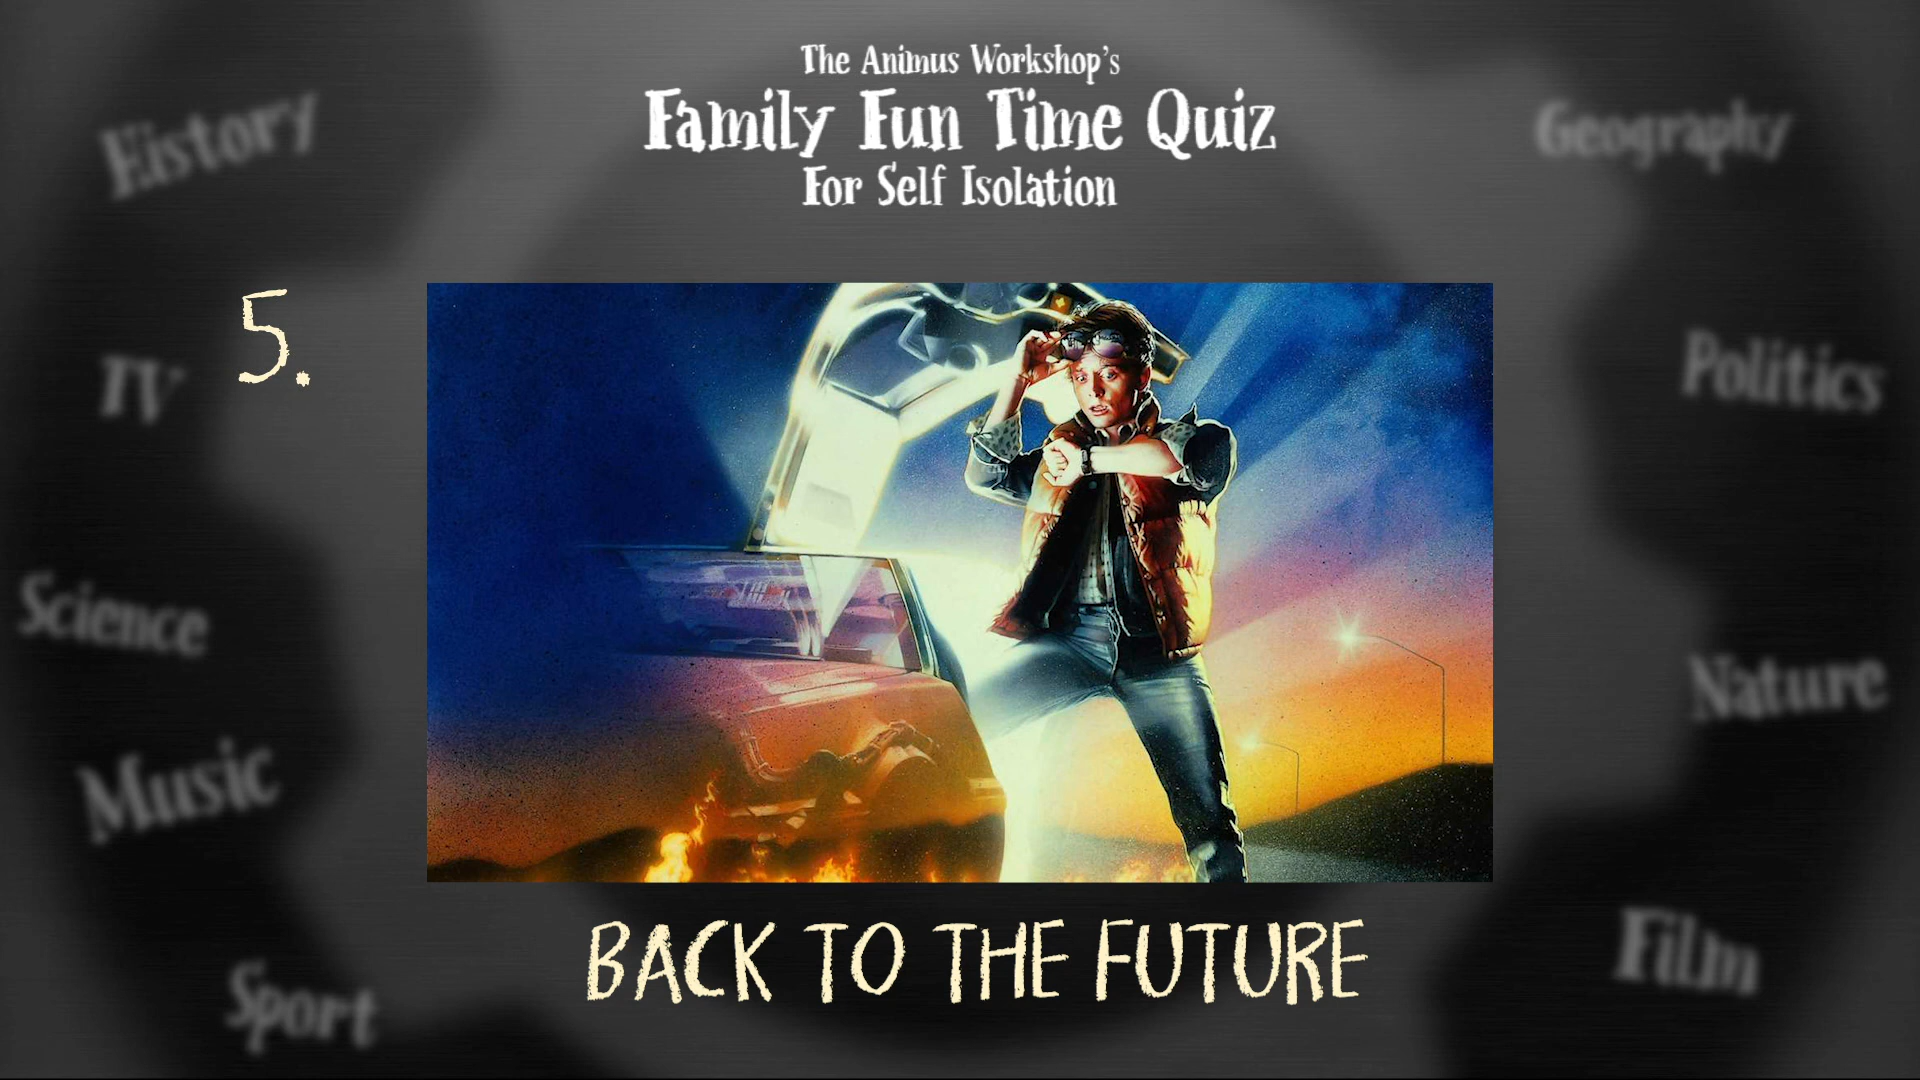 The Animus Workshop's
Family Fun Time Quiz
For Self Isolation
History
Geography
5.
TV
Politics
Science
Nature
Music
Film
Sport
BACK TO THE FUTURE